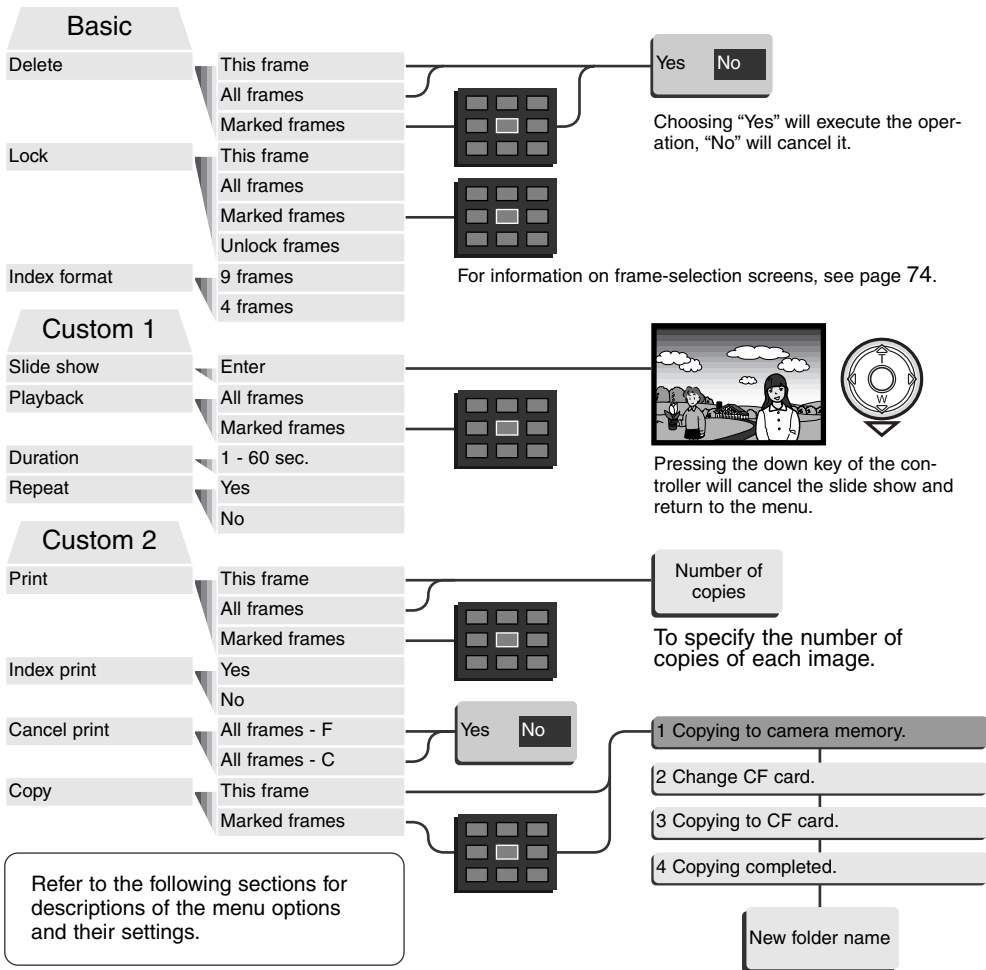 Basic
Delete
This frame
All frames
Marked frames
Yes No
Choosing “Yes” will execute the oper-
ation, “No” will cancel it.
Lock
This frame
All frames
Marked frames
Unlock frames
Index format
9 frames
4 frames
For information on frame-selection screens, see page 74.
Custom 1
Slide show
Enter
Playback
All frames
Marked frames
Duration
1 - 60 sec.
Repeat
Yes
No
T
W
Pressing the down key of the con-
troller will cancel the slide show and
return to the menu.
Custom 2
Print
This frame
All frames
Marked frames
Number of
copies
To specify the number of
copies of each image.
Index print
Yes
No
Cancel print
All frames - F
All frames - C
Yes No
Copy
This frame
Marked frames
1 Copying to camera memory.
2 Change CF card.
3 Copying to CF card.
4 Copying completed.
New folder name
Refer to the following sections for
descriptions of the menu options
and their settings.